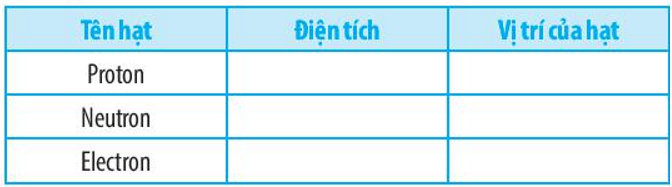 Tên hạt Điện tích Vị trí của hạt
Proton
Neutron
Electron